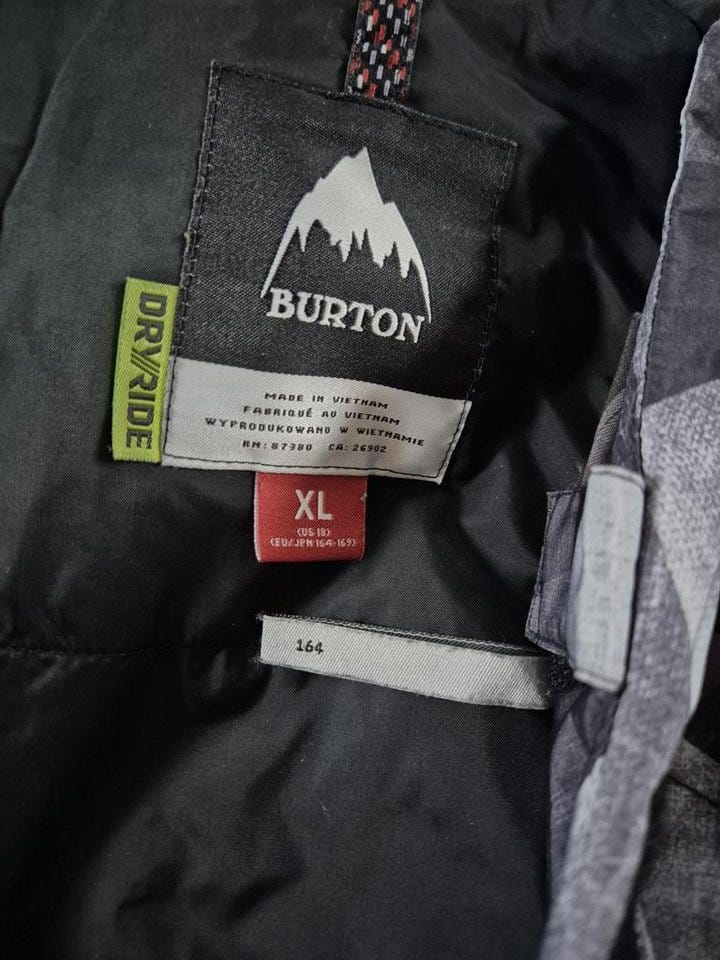 BURTON
DRY//RIDE
MADE IN VIETNAM
FABRIQUÉ AU VIETNAM
WYPRODUKOWANO W WIETNAMIE
RN: 87380 CA: 26902
XL
(US 18)
(EU/JPN 164-169)
164